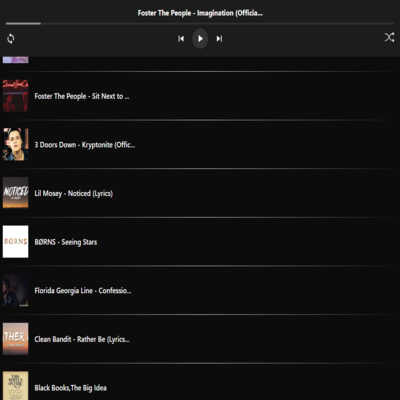 Foster The People - Imagination (Officia...
Foster The People - Sit Next to ...
3 Doors Down - Kryptonite (Offic...
NOTICED
Lil Mosey - Noticed (Lyrics)
BØRNS
BØRNS - Seeing Stars
Florida Georgia Line - Confessio...
THER
Clean Bandit - Rather Be (Lyrics...
Black Books,The Big Idea